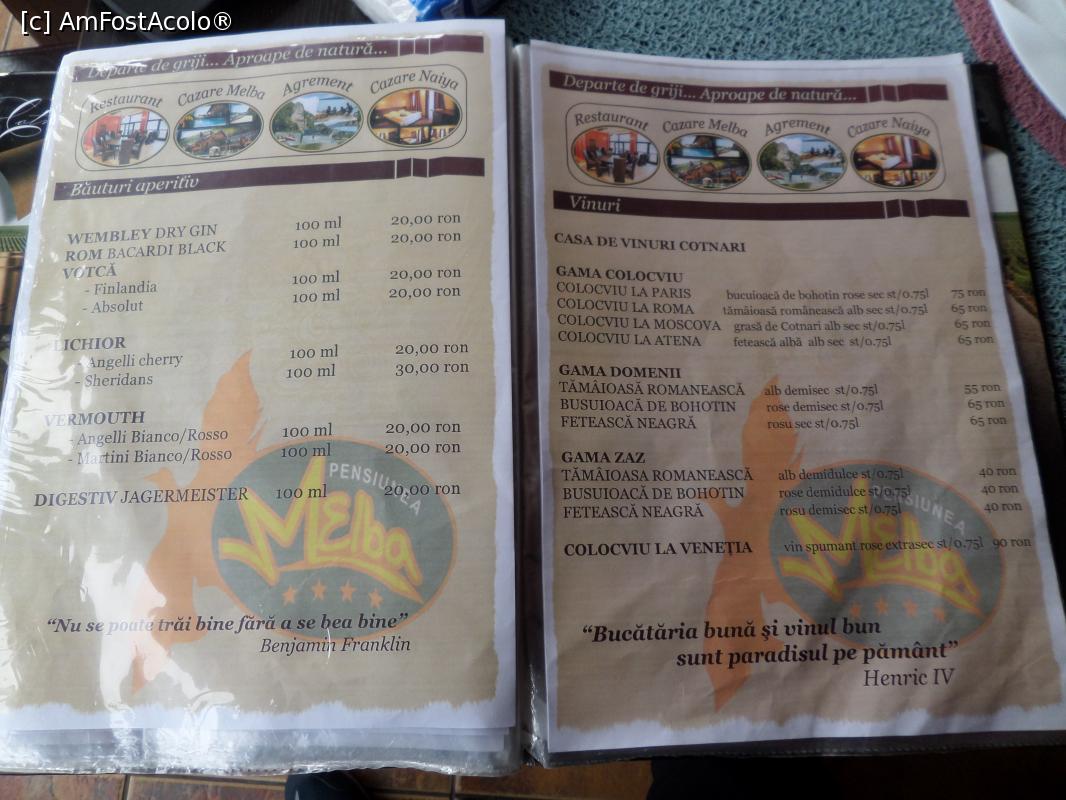 [c] AmFostAcolo®
Departe de griji... Aproape de natură...
Restaurant Cazare Melba Agrement Cazare Naiya
Băuturi aperitiv
WEMBLEY DRY GIN 100 ml 20,00 ron
ROM BACARDI BLACK 100 ml 20,00 ron
VOTCĂ
- Finlandia 100 ml 20,00 ron
- Absolut 100 ml 20,00 ron
LICHIOR
- Angelli cherry 100 ml 20,00 ron
- Sheridans 100 ml 30,00 ron
VERMOUTH
- Angelli Bianco/Rosso 100 ml 20,00 ron
- Martini Bianco/Rosso 100 ml 20,00 ron
DIGESTIV JAGERMEISTER 100 ml 20,00 ron
PENSIUNEA
Melba
“Nu se poate trăi bine fără a se bea bine”
Benjamin Franklin
Departe de griji... Aproape de natură...
Restaurant Cazare Melba Agrement Cazare Naiya
Vinuri
CASA DE VINURI COTNARI
GAMA COLOCVIU
COLOCVIU LA PARIS bucuioacă de bohotin rose sec st/0.75l 75 ron
COLOCVIU LA ROMA tămâioasă românească alb sec st/0.75l 65 ron
COLOCVIU LA MOSCOVA grasă de Cotnari alb sec st/0.75l 65 ron
COLOCVIU LA ATENA fetească albă alb sec st/0.75l 65 ron
GAMA DOMENII
TĂMÂIOASĂ ROMANEASCĂ alb demisec st/0.75l 55 ron
BUSUIOACĂ DE BOHOTIN rose demisec st/0.75l 65 ron
FETEASCĂ NEAGRĂ rosu sec st/0.75l 65 ron
GAMA ZAZ
TĂMÂIOASA ROMANEASCĂ alb demidulce st/0.75l 40 ron
BUSUIOACĂ DE BOHOTIN rose demidulce st/0.75l 40 ron
FETEASCĂ NEAGRĂ rosu demisec st/0.75l 40 ron
COLOCVIU LA VENEȚIA vin spumant rose extrasec st/0.75l 90 ron
PENSIUNEA
Melba
“Bucătăria bună şi vinul bun
sunt paradisul pe pământ”
Henric IV